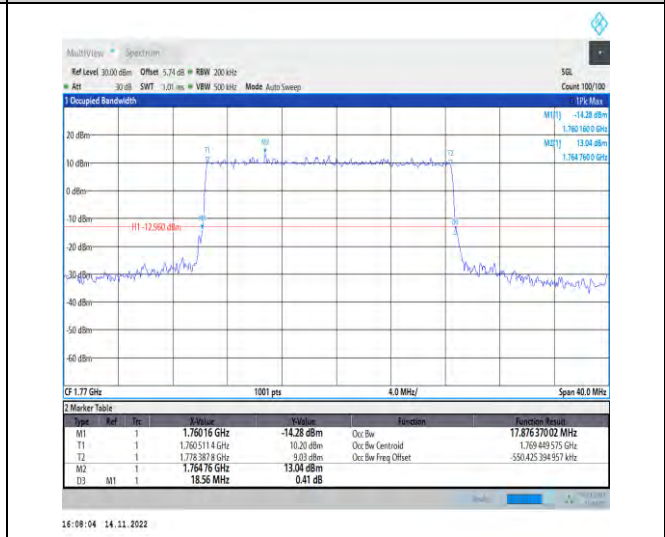 MultiView Spectrum
Ref Level 30.00 dBm Offset 5.74 dB RBW 200 kHz SGL
Att 30 dB SWT 1.01 ms VBW 500 kHz Mode Auto Sweep Count 100/100
1 Occupied Bandwidth 1Pk Max
M1[1] -14.28 dBm
1.760 160 0 GHz
M2[1] 13.04 dBm
1.764 760 0 GHz
20 dBm
T1 M2 T2
10 dBm
0 dBm
-10 dBm
H1 -12.960 dBm
-20 dBm
-30 dBm
-40 dBm
-50 dBm
-60 dBm
CF 1.77 GHz 1001 pts 4.0 MHz/ Span 40.0 MHz
2 Marker Table
Type Ref Trc X-Value Y-Value Function Function Result
M1 1 1.760 16 GHz -14.28 dBm Occ Bw 17.876 370 02 MHz
T1 1 1.760 511 4 GHz 10.20 dBm Occ Bw Centroid 1.769 449 575 GHz
T2 1 1.778 387 8 GHz 9.03 dBm Occ Bw Freq Offset -550.425 394 957 kHz
M2 1 1.764 76 GHz 13.04 dBm
D3 M1 1 18.56 MHz 0.41 dB
16:08:04 14.11.2022